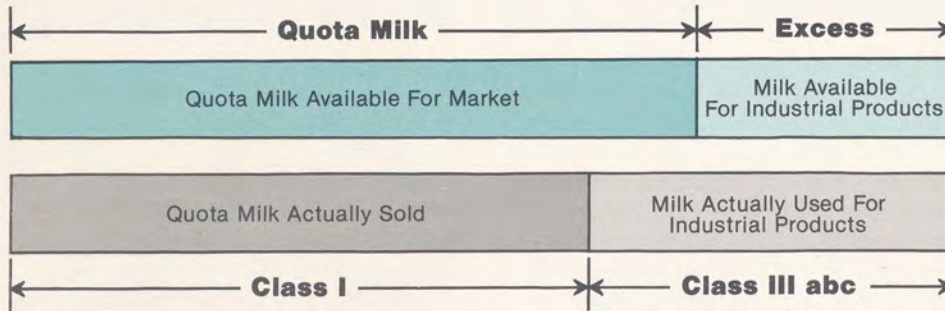 Quota Milk Excess
Quota Milk Available For Market
Milk Available
For Industrial Products
Quota Milk Actually Sold
Milk Actually Used For
Industrial Products
Class I Class III abc